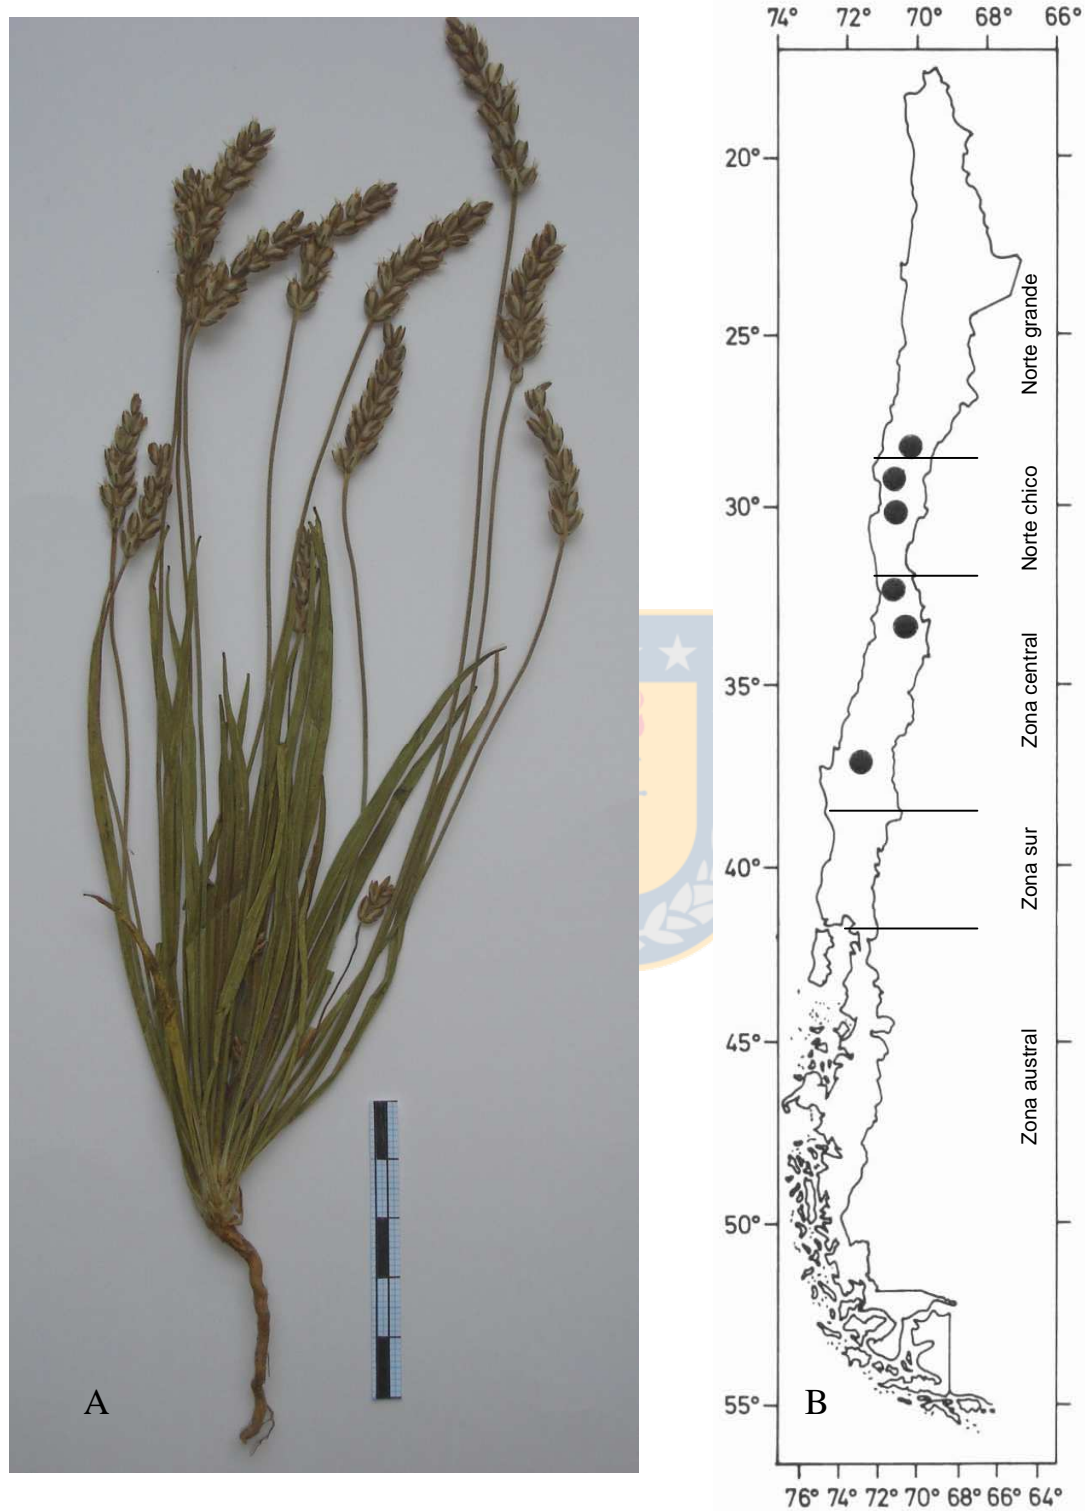 A
74° 72° 70° 68° 66°
20°
25°
30°
35°
40°
45°
50°
55°
Norte grande
Norte chico
Zona central
Zona sur
Zona austral
B
76° 74° 72° 70° 68° 66° 64°